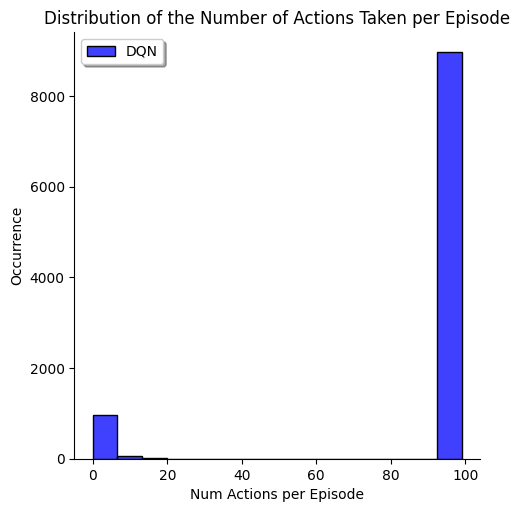 Distribution of the Number of Actions Taken per Episode
DQN
8000
6000
4000
2000
0
Occurrence
0 20 40 60 80 100
Num Actions per Episode